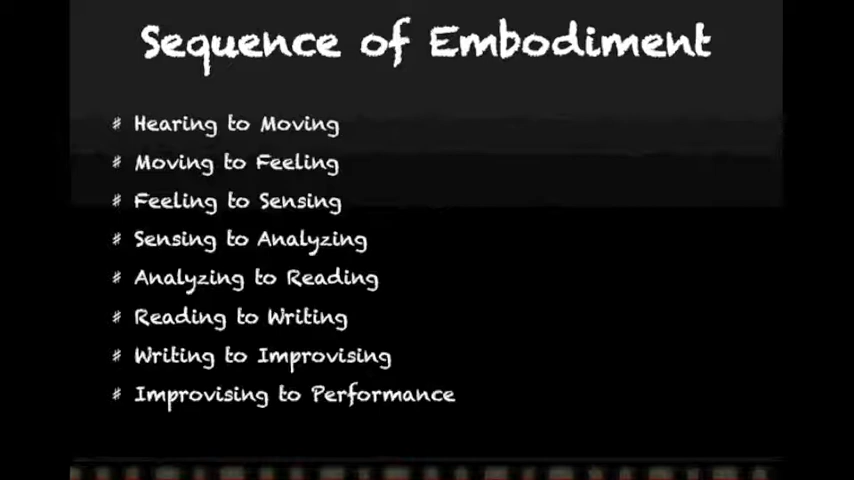 Sequence of Embodiment
# Hearing to Moving
# Moving to Feeling
# Feeling to Sensing
# Sensing to Analyzing
# Analyzing to Reading
# Reading to Writing
# Writing to Improvising
# Improvising to Performance